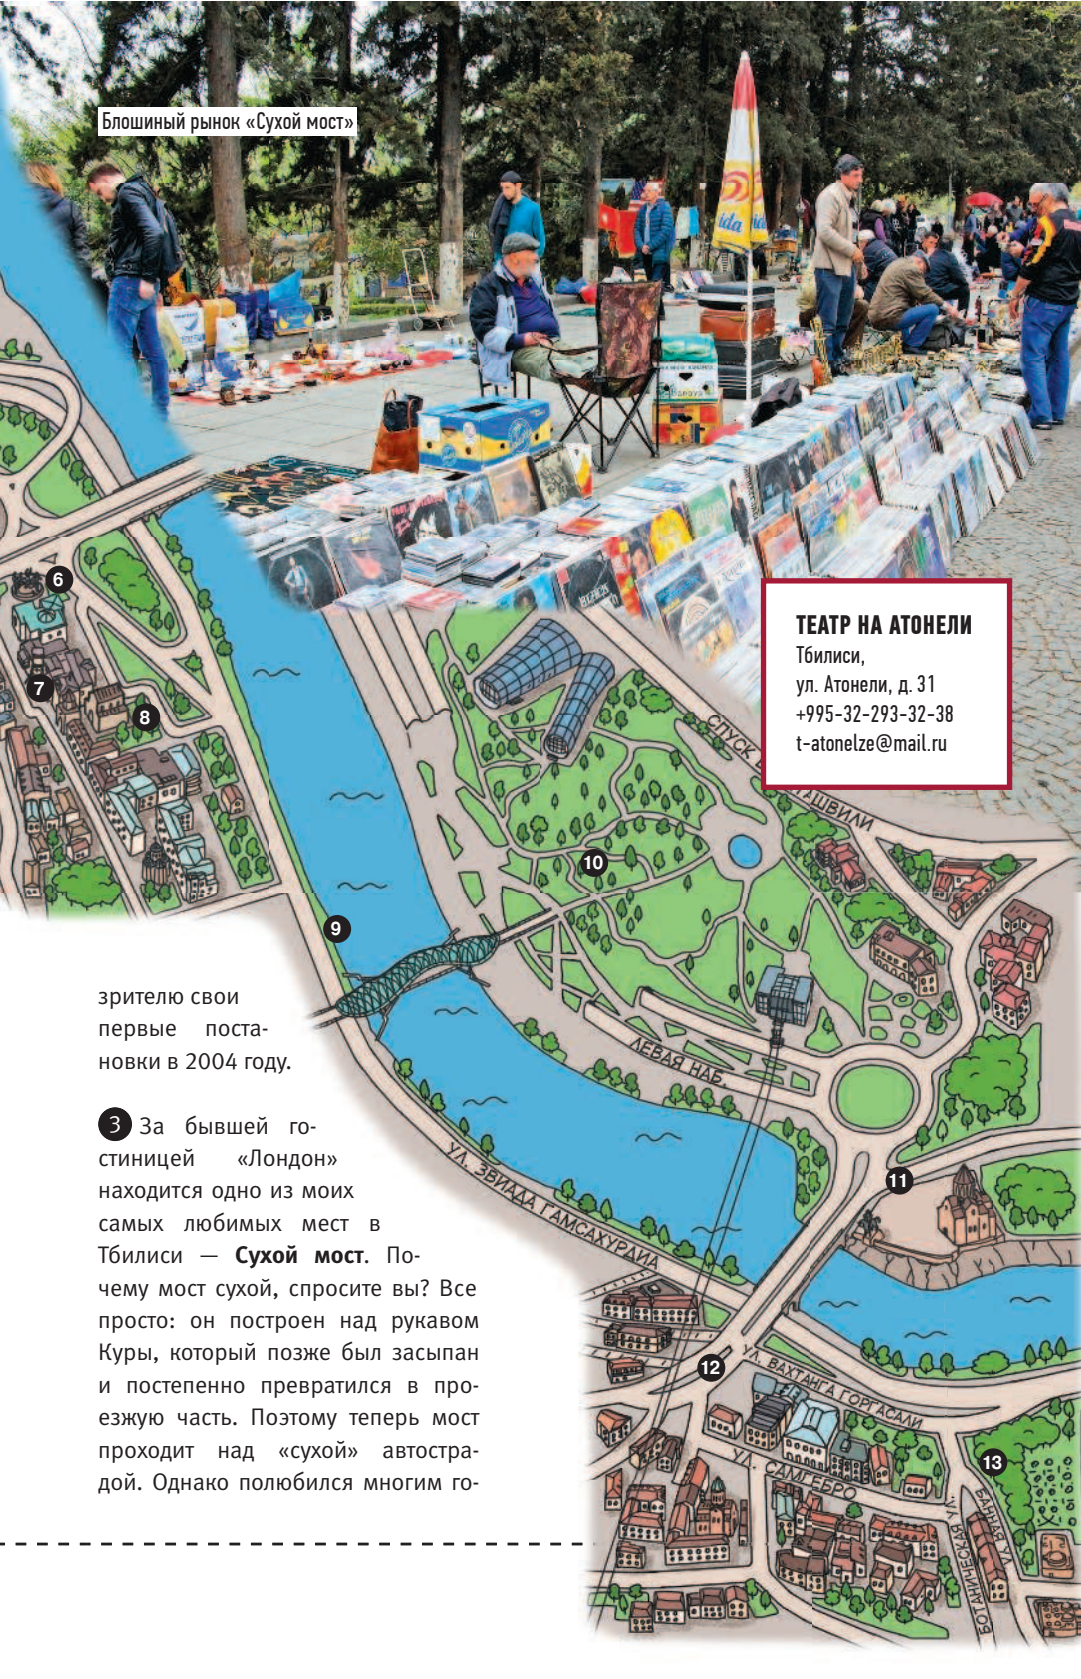 Блошиный рынок «Сухой мост»
ТЕАТР НА АТОНЕЛИ
Тбилиси,
ул. Атонели, д. 31
+995-32-293-32-38
t-atonelze@mail.ru
6
7
8
СПУСК
ТАШВИЛИ
10
9
зрителю свои
первые поста-
новки в 2004 году.
3 За бывшей го-
стиницей «Лондон»
находится одно из моих
самых любимых мест в
Тбилиси — Сухой мост. По-
чему мост сухой, спросите вы? Все
просто: он построен над рукавом
Куры, который позже был засыпан
и постепенно превратился в про-
езжую часть. Поэтому теперь мост
проходит над «сухой» автостра-
дой. Однако полюбился многим го-
ЛЕВАЯ НАБ.
УЛ. ЗВИАДА ГАМСАХУРДИА
11
12
УЛ. ВАХТАНГА ГОРГАСАЛИ
УЛ. САМГЕБРО
13
БАННАЯ УЛ.
БОТАНИЧЕСКАЯ УЛ.